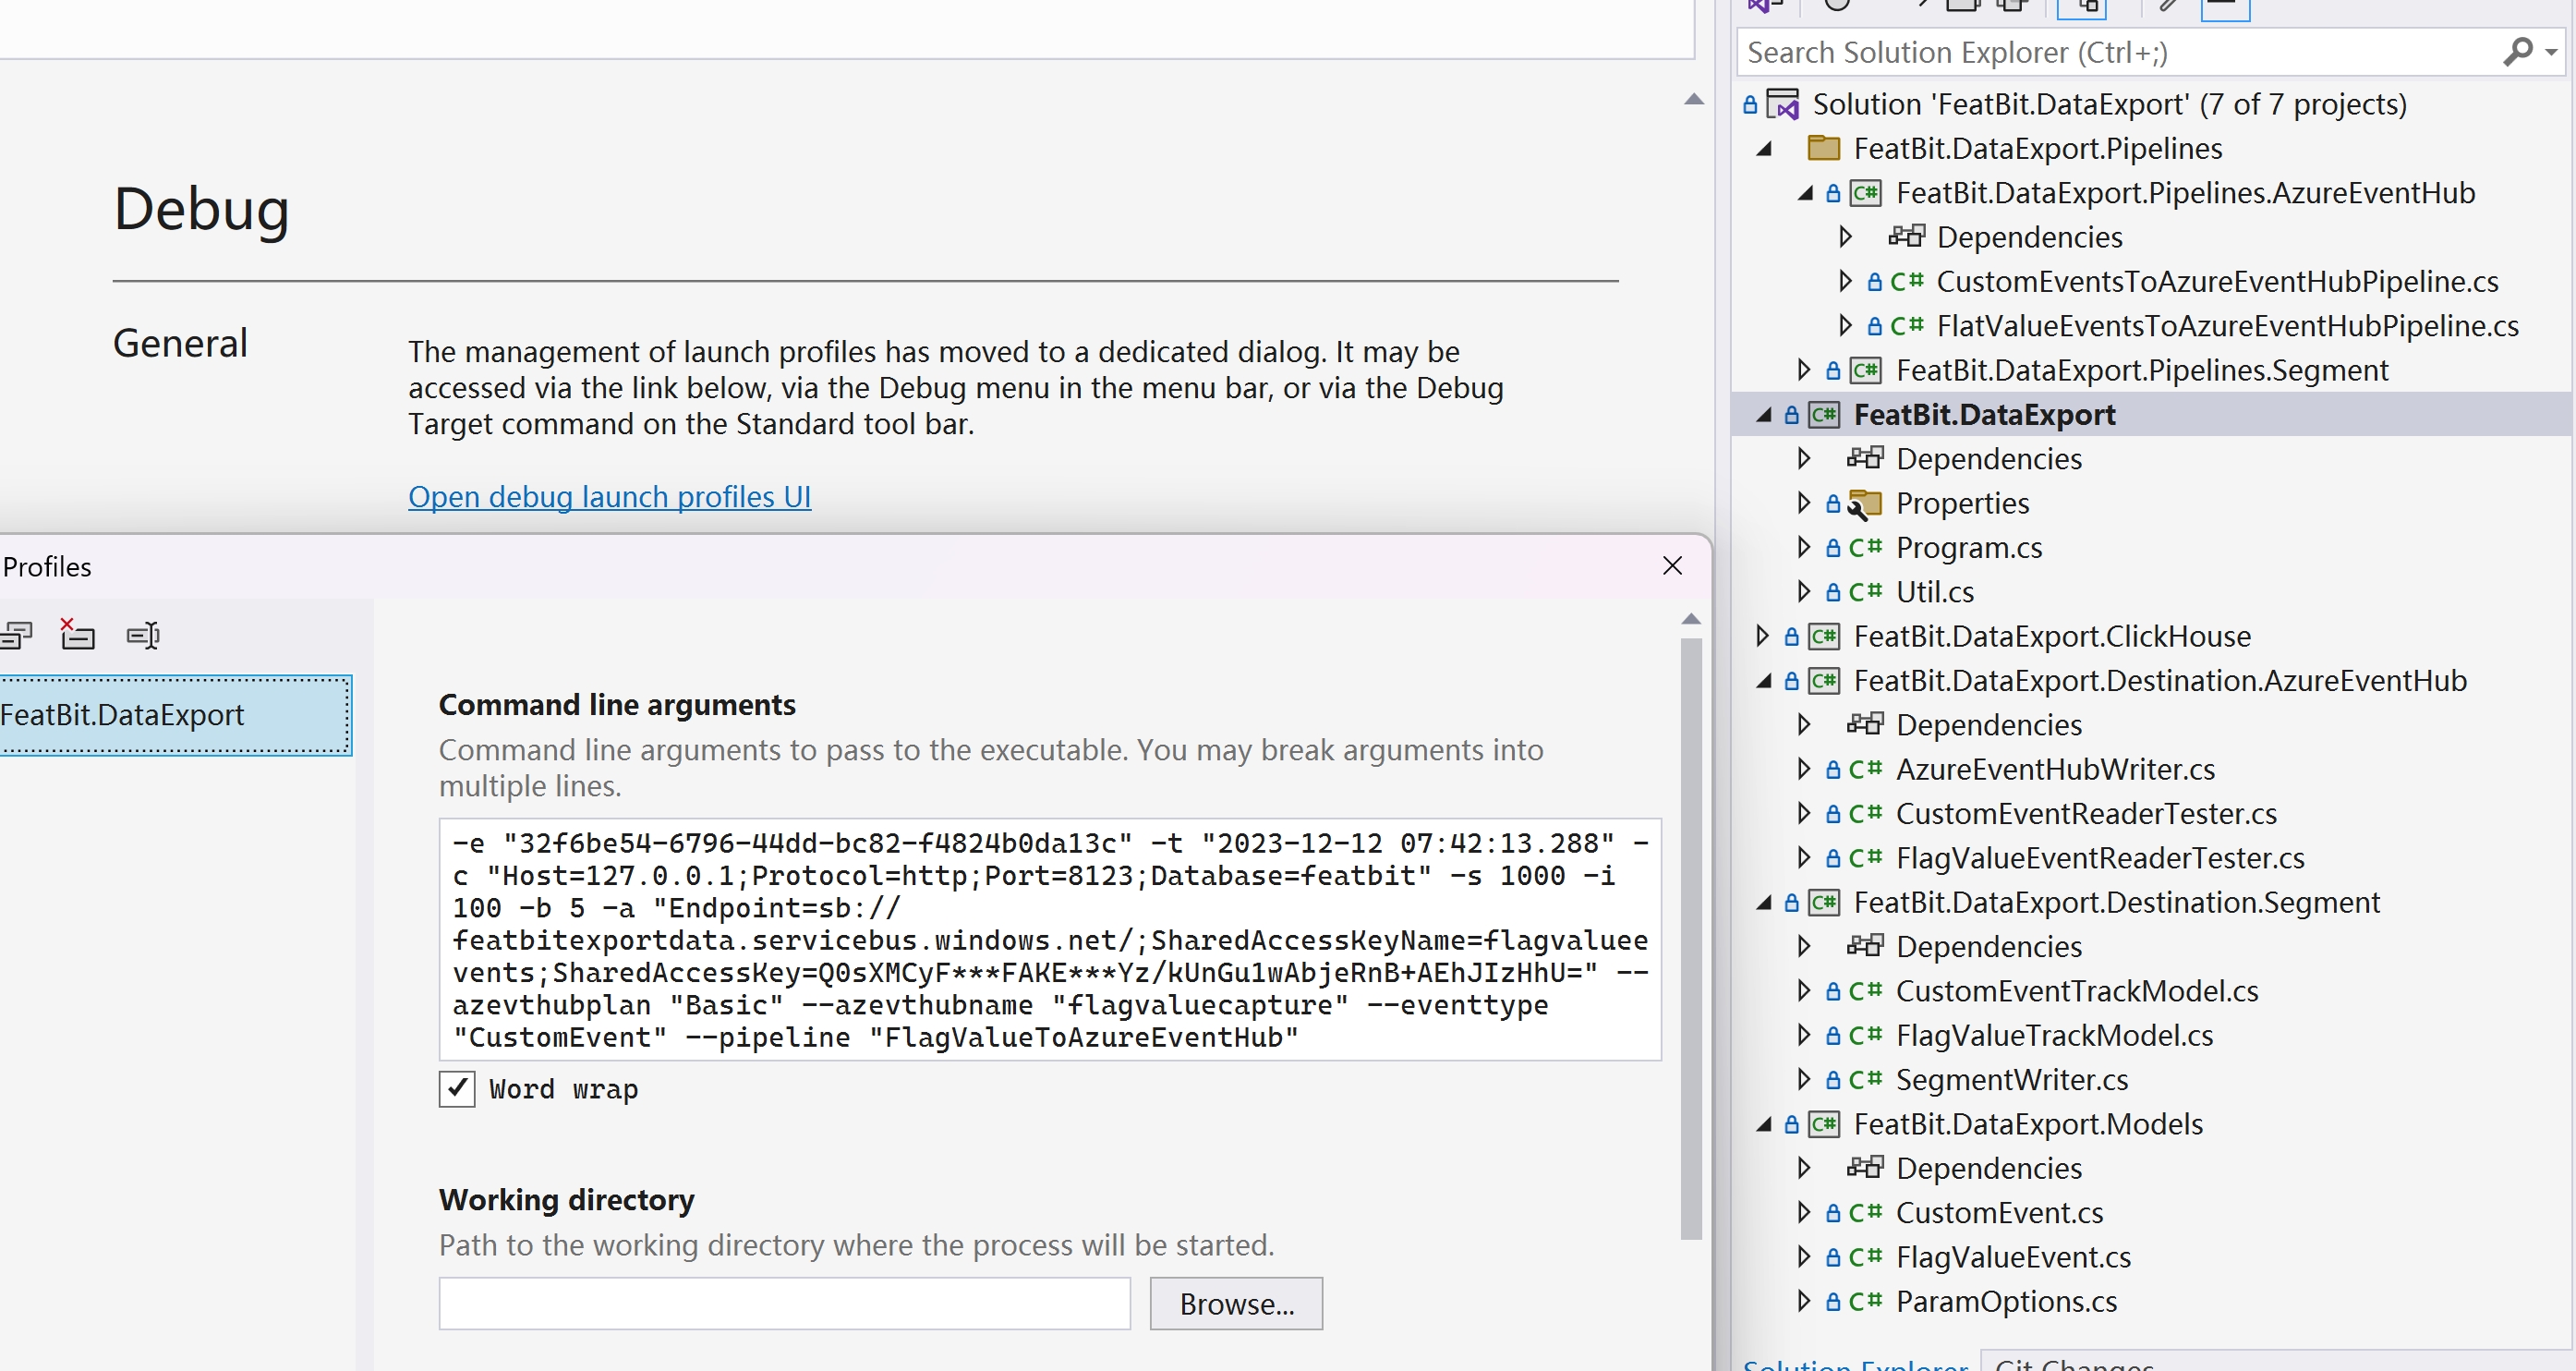 Debug
General
The management of launch profiles has moved to a dedicated dialog. It may be
accessed via the link below, via the Debug menu in the menu bar, or via the Debug
Target command on the Standard tool bar.
Open debug launch profiles UI
Profiles
FeatBit.DataExport
Command line arguments
Command line arguments to pass to the executable. You may break arguments into
multiple lines.
-e "32f6be54-6796-44dd-bc82-f4824b0da13c" -t "2023-12-12 07:42:13.288" -
c "Host=127.0.0.1;Protocol=http;Port=8123;Database=featbit" -s 1000 -i
100 -b 5 -a "Endpoint=sb://
featbitexportdata.servicebus.windows.net/;SharedAccessKeyName=flagvaluee
vents;SharedAccessKey=Q0sXMCyF***FAKE***Yz/kUnGu1wAbjeRnB+AEhJIzHhU=" --
azevthubplan "Basic" --azevthubname "flagvaluecapture" --eventtype
"CustomEvent" --pipeline "FlagValueToAzureEventHub"
Word wrap
Working directory
Path to the working directory where the process will be started.
Browse...
Search Solution Explorer (Ctrl+;)
Solution 'FeatBit.DataExport' (7 of 7 projects)
FeatBit.DataExport.Pipelines
C# FeatBit.DataExport.Pipelines.AzureEventHub
Dependencies
C# CustomEventsToAzureEventHubPipeline.cs
C# FlatValueEventsToAzureEventHubPipeline.cs
C# FeatBit.DataExport.Pipelines.Segment
C# FeatBit.DataExport
Dependencies
Properties
C# Program.cs
C# Util.cs
C# FeatBit.DataExport.ClickHouse
C# FeatBit.DataExport.Destination.AzureEventHub
Dependencies
C# AzureEventHubWriter.cs
C# CustomEventReaderTester.cs
C# FlagValueEventReaderTester.cs
C# FeatBit.DataExport.Destination.Segment
Dependencies
C# CustomEventTrackModel.cs
C# FlagValueTrackModel.cs
C# SegmentWriter.cs
C# FeatBit.DataExport.Models
Dependencies
C# CustomEvent.cs
C# FlagValueEvent.cs
C# ParamOptions.cs
Solution Explorer
Git Changes